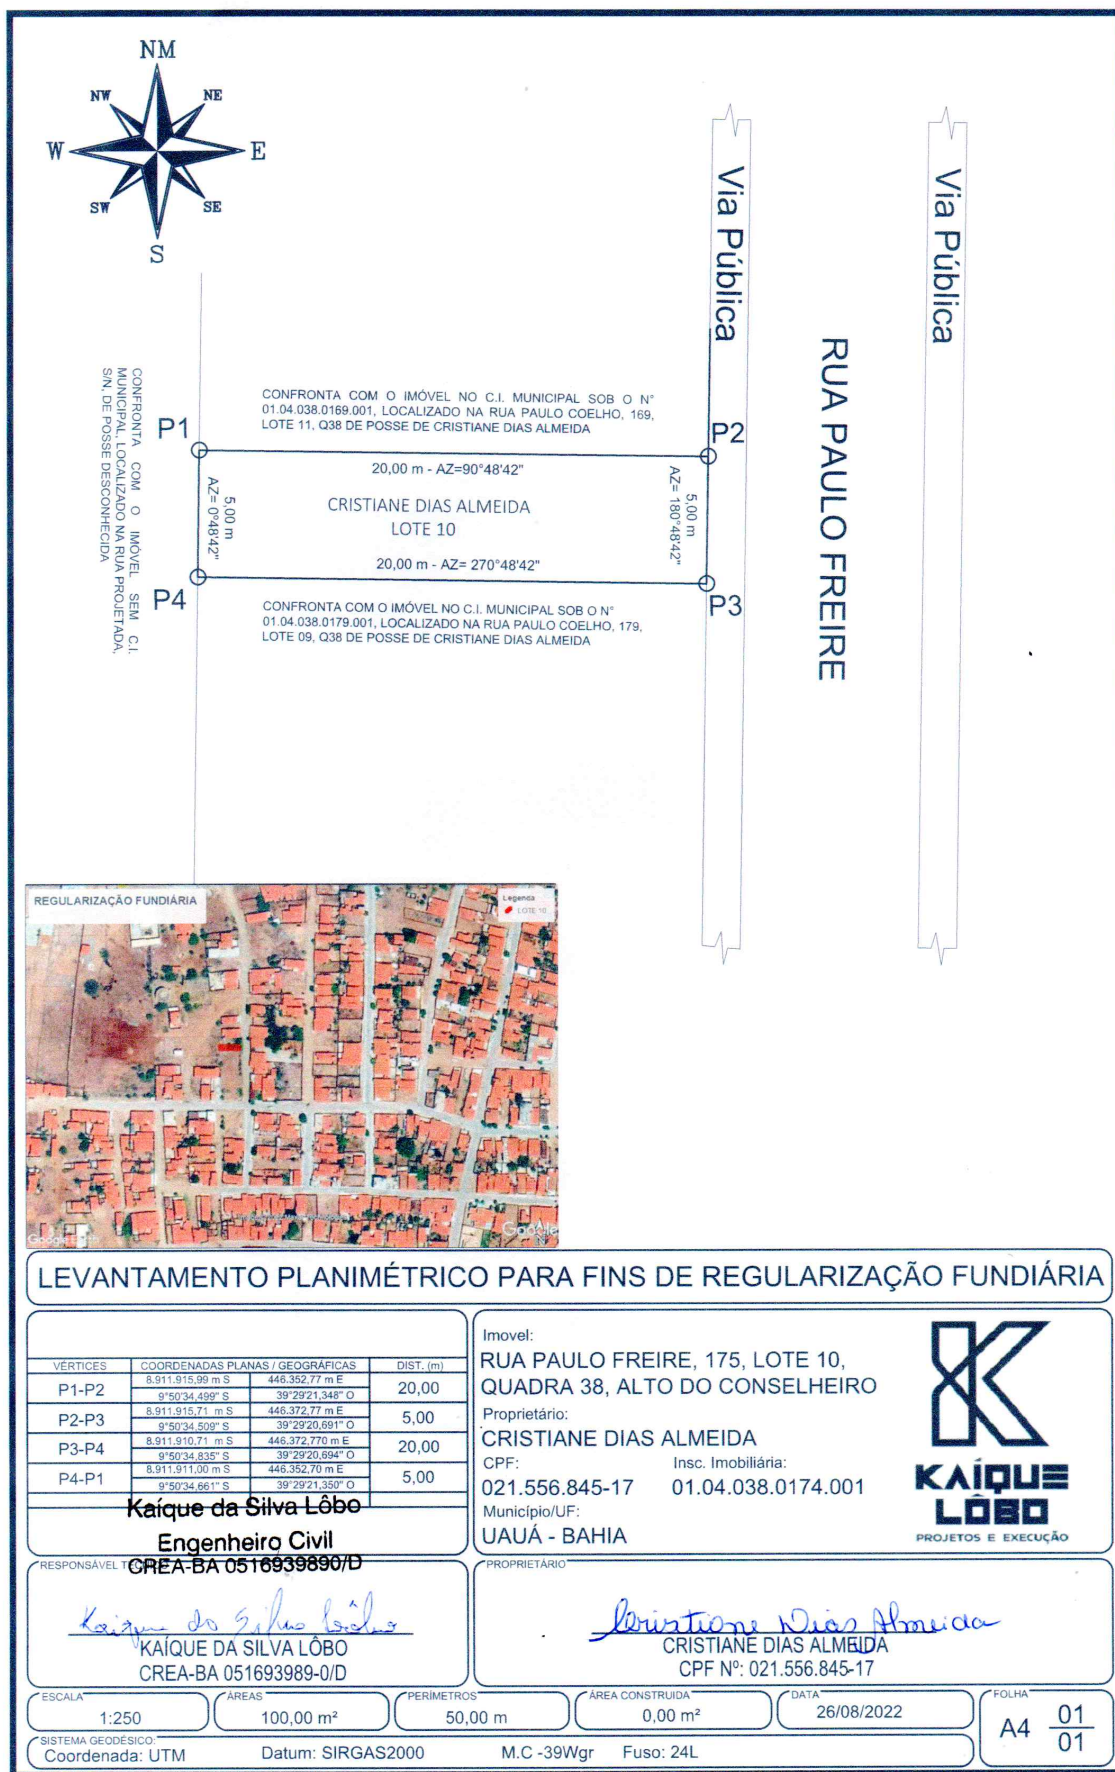 NM
NW
NE
W
E
SW
SE
S
Via Pública
Via Pública
RUA PAULO FREIRE
CONFRONTA COM O IMÓVEL SEM C.I.
MUNICIPAL, LOCALIZADO NA RUA PROJETADA,
S/N, DE POSSE DESCONHECIDA
CONFRONTA COM O IMÓVEL NO C.I. MUNICIPAL SOB O N°
01.04.038.0169.001, LOCALIZADO NA RUA PAULO COELHO, 169,
LOTE 11, Q38 DE POSSE DE CRISTIANE DIAS ALMEIDA
P1
P2
20,00 m - AZ=90°48'42"
5,00 m
AZ= 0°48'42"
CRISTIANE DIAS ALMEIDA
LOTE 10
5,00 m
AZ= 180°48'42"
20,00 m - AZ= 270°48'42"
P4
P3
CONFRONTA COM O IMÓVEL NO C.I. MUNICIPAL SOB O N°
01.04.038.0179.001, LOCALIZADO NA RUA PAULO COELHO, 179,
LOTE 09, Q38 DE POSSE DE CRISTIANE DIAS ALMEIDA
REGULARIZAÇÃO FUNDIÁRIA
Legenda
LOTE 10
Google Earth
Google
LEVANTAMENTO PLANIMÉTRICO PARA FINS DE REGULARIZAÇÃO FUNDIÁRIA
VÉRTICES COORDENADAS PLANAS / GEOGRÁFICAS DIST. (m)
P1-P2 8.911.915,99 m S 446.352,77 m E 20,00
9°50'34,499" S 39°29'21,348" O
P2-P3 8.911.915,71 m S 446.372,77 m E 5,00
9°50'34,509" S 39°29'20,691" O
P3-P4 8.911.910,71 m S 446.372,770 m E 20,00
9°50'34,835" S 39°29'20,694" O
P4-P1 8.911.911,00 m S 446.352,70 m E 5,00
9°50'34,661" S 39°29'21,350" O
Kaíque da Silva Lôbo
Engenheiro Civil
CREA-BA 0516939890/D
Imovel:
RUA PAULO FREIRE, 175, LOTE 10,
QUADRA 38, ALTO DO CONSELHEIRO
Proprietário:
CRISTIANE DIAS ALMEIDA
CPF: Insc. Imobiliária:
021.556.845-17 01.04.038.0174.001
Município/UF:
UAUÁ - BAHIA
KAÍQUE
LÔBO
PROJETOS E EXECUÇÃO
RESPONSÁVEL TÉCNICO
Kaíque da Silva Lôbo
KAÍQUE DA SILVA LÔBO
CREA-BA 051693989-0/D
PROPRIETÁRIO
Cristiane Dias Almeida
CRISTIANE DIAS ALMEIDA
CPF Nº: 021.556.845-17
ESCALA
1:250
ÁREAS
100,00 m²
PERÍMETROS
50,00 m
ÁREA CONSTRUIDA
0,00 m²
DATA
26/08/2022
FOLHA
A4 01
01
SISTEMA GEODÉSICO:
Coordenada: UTM Datum: SIRGAS2000 M.C -39Wgr Fuso: 24L